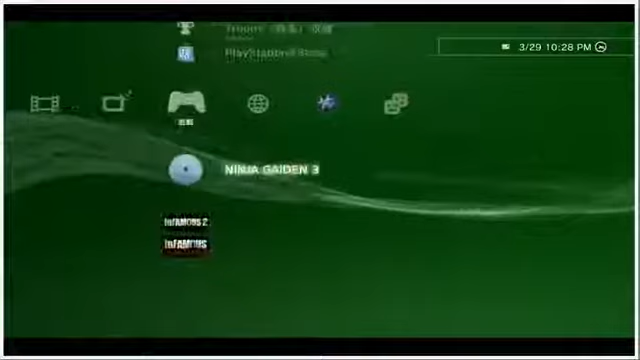 PlayStation®Store
3/29 10:28 PM
NINJA GAIDEN 3
inFAMOUS 2
inFAMOUS